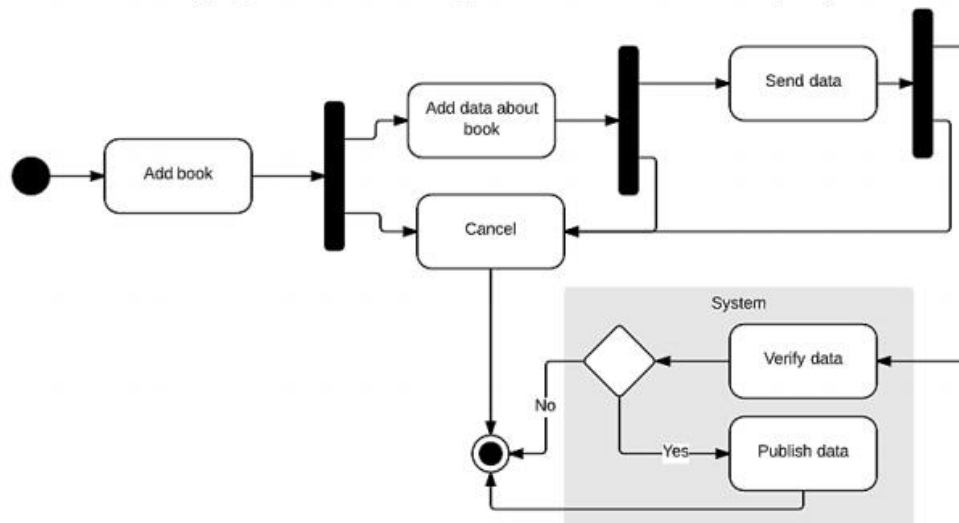 Send data
Add data about
book
Add book
Cancel
System
Verify data
No
Yes
Publish data